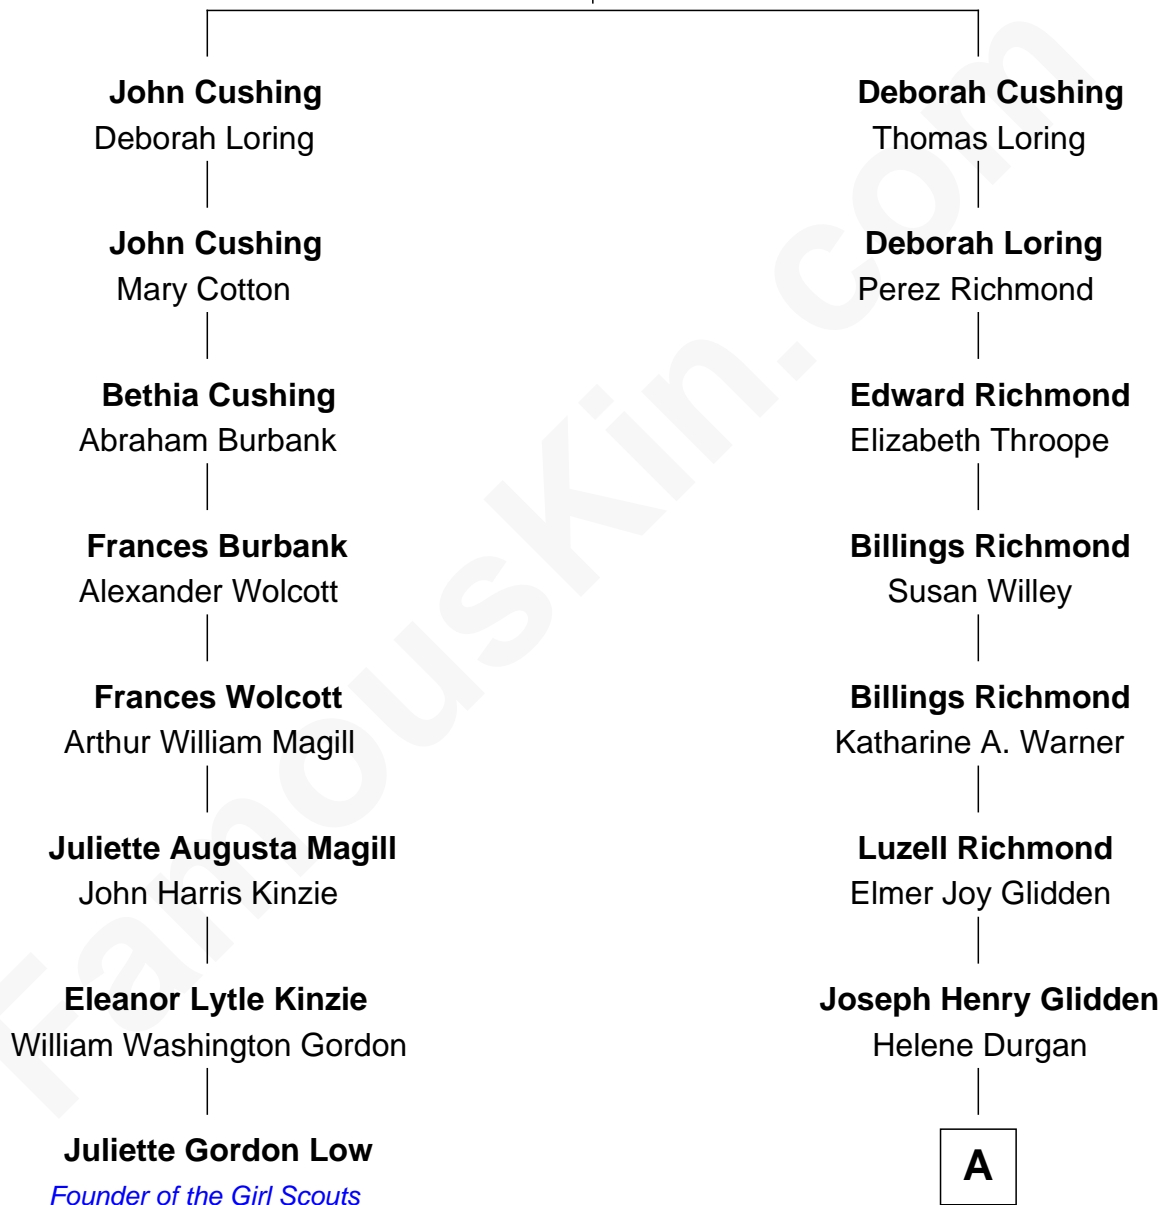 John Cushing
Deborah Loring
John Cushing
Mary Cotton
Bethia Cushing
Abraham Burbank
Frances Burbank
Alexander Wolcott
Frances Wolcott
Arthur William Magill
Juliette Augusta Magill
John Harris Kinzie
Eleanor Lytle Kinzie
William Washington Gordon
Juliette Gordon Low
Founder of the Girl Scouts
Deborah Cushing
Thomas Loring
Deborah Loring
Perez Richmond
Edward Richmond
Elizabeth Throope
Billings Richmond
Susan Willey
Billings Richmond
Katharine A. Warner
Luzell Richmond
Elmer Joy Glidden
Joseph Henry Glidden
Helene Durgan
A
FamousKin.com